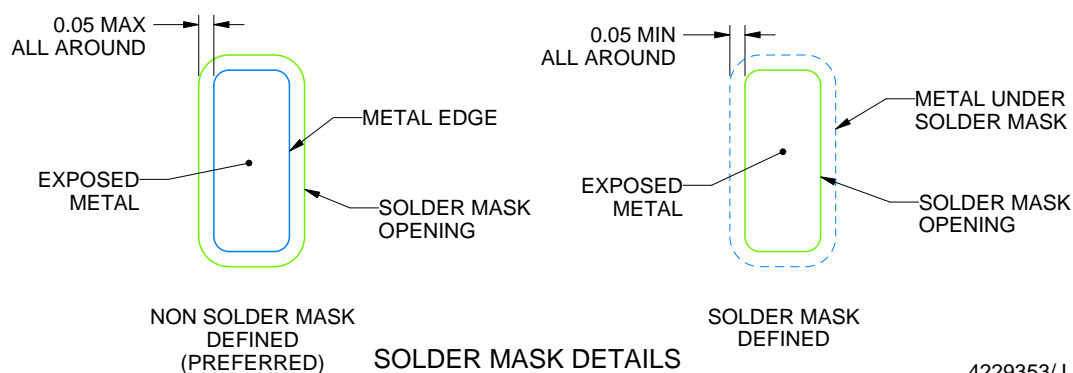 0.05 MAX
ALL AROUND
METAL EDGE
EXPOSED
METAL
SOLDER MASK
OPENING
NON SOLDER MASK
DEFINED
(PREFERRED)
0.05 MIN
ALL AROUND
METAL UNDER
SOLDER MASK
EXPOSED
METAL
SOLDER MASK
OPENING
SOLDER MASK
DEFINED
SOLDER MASK DETAILS